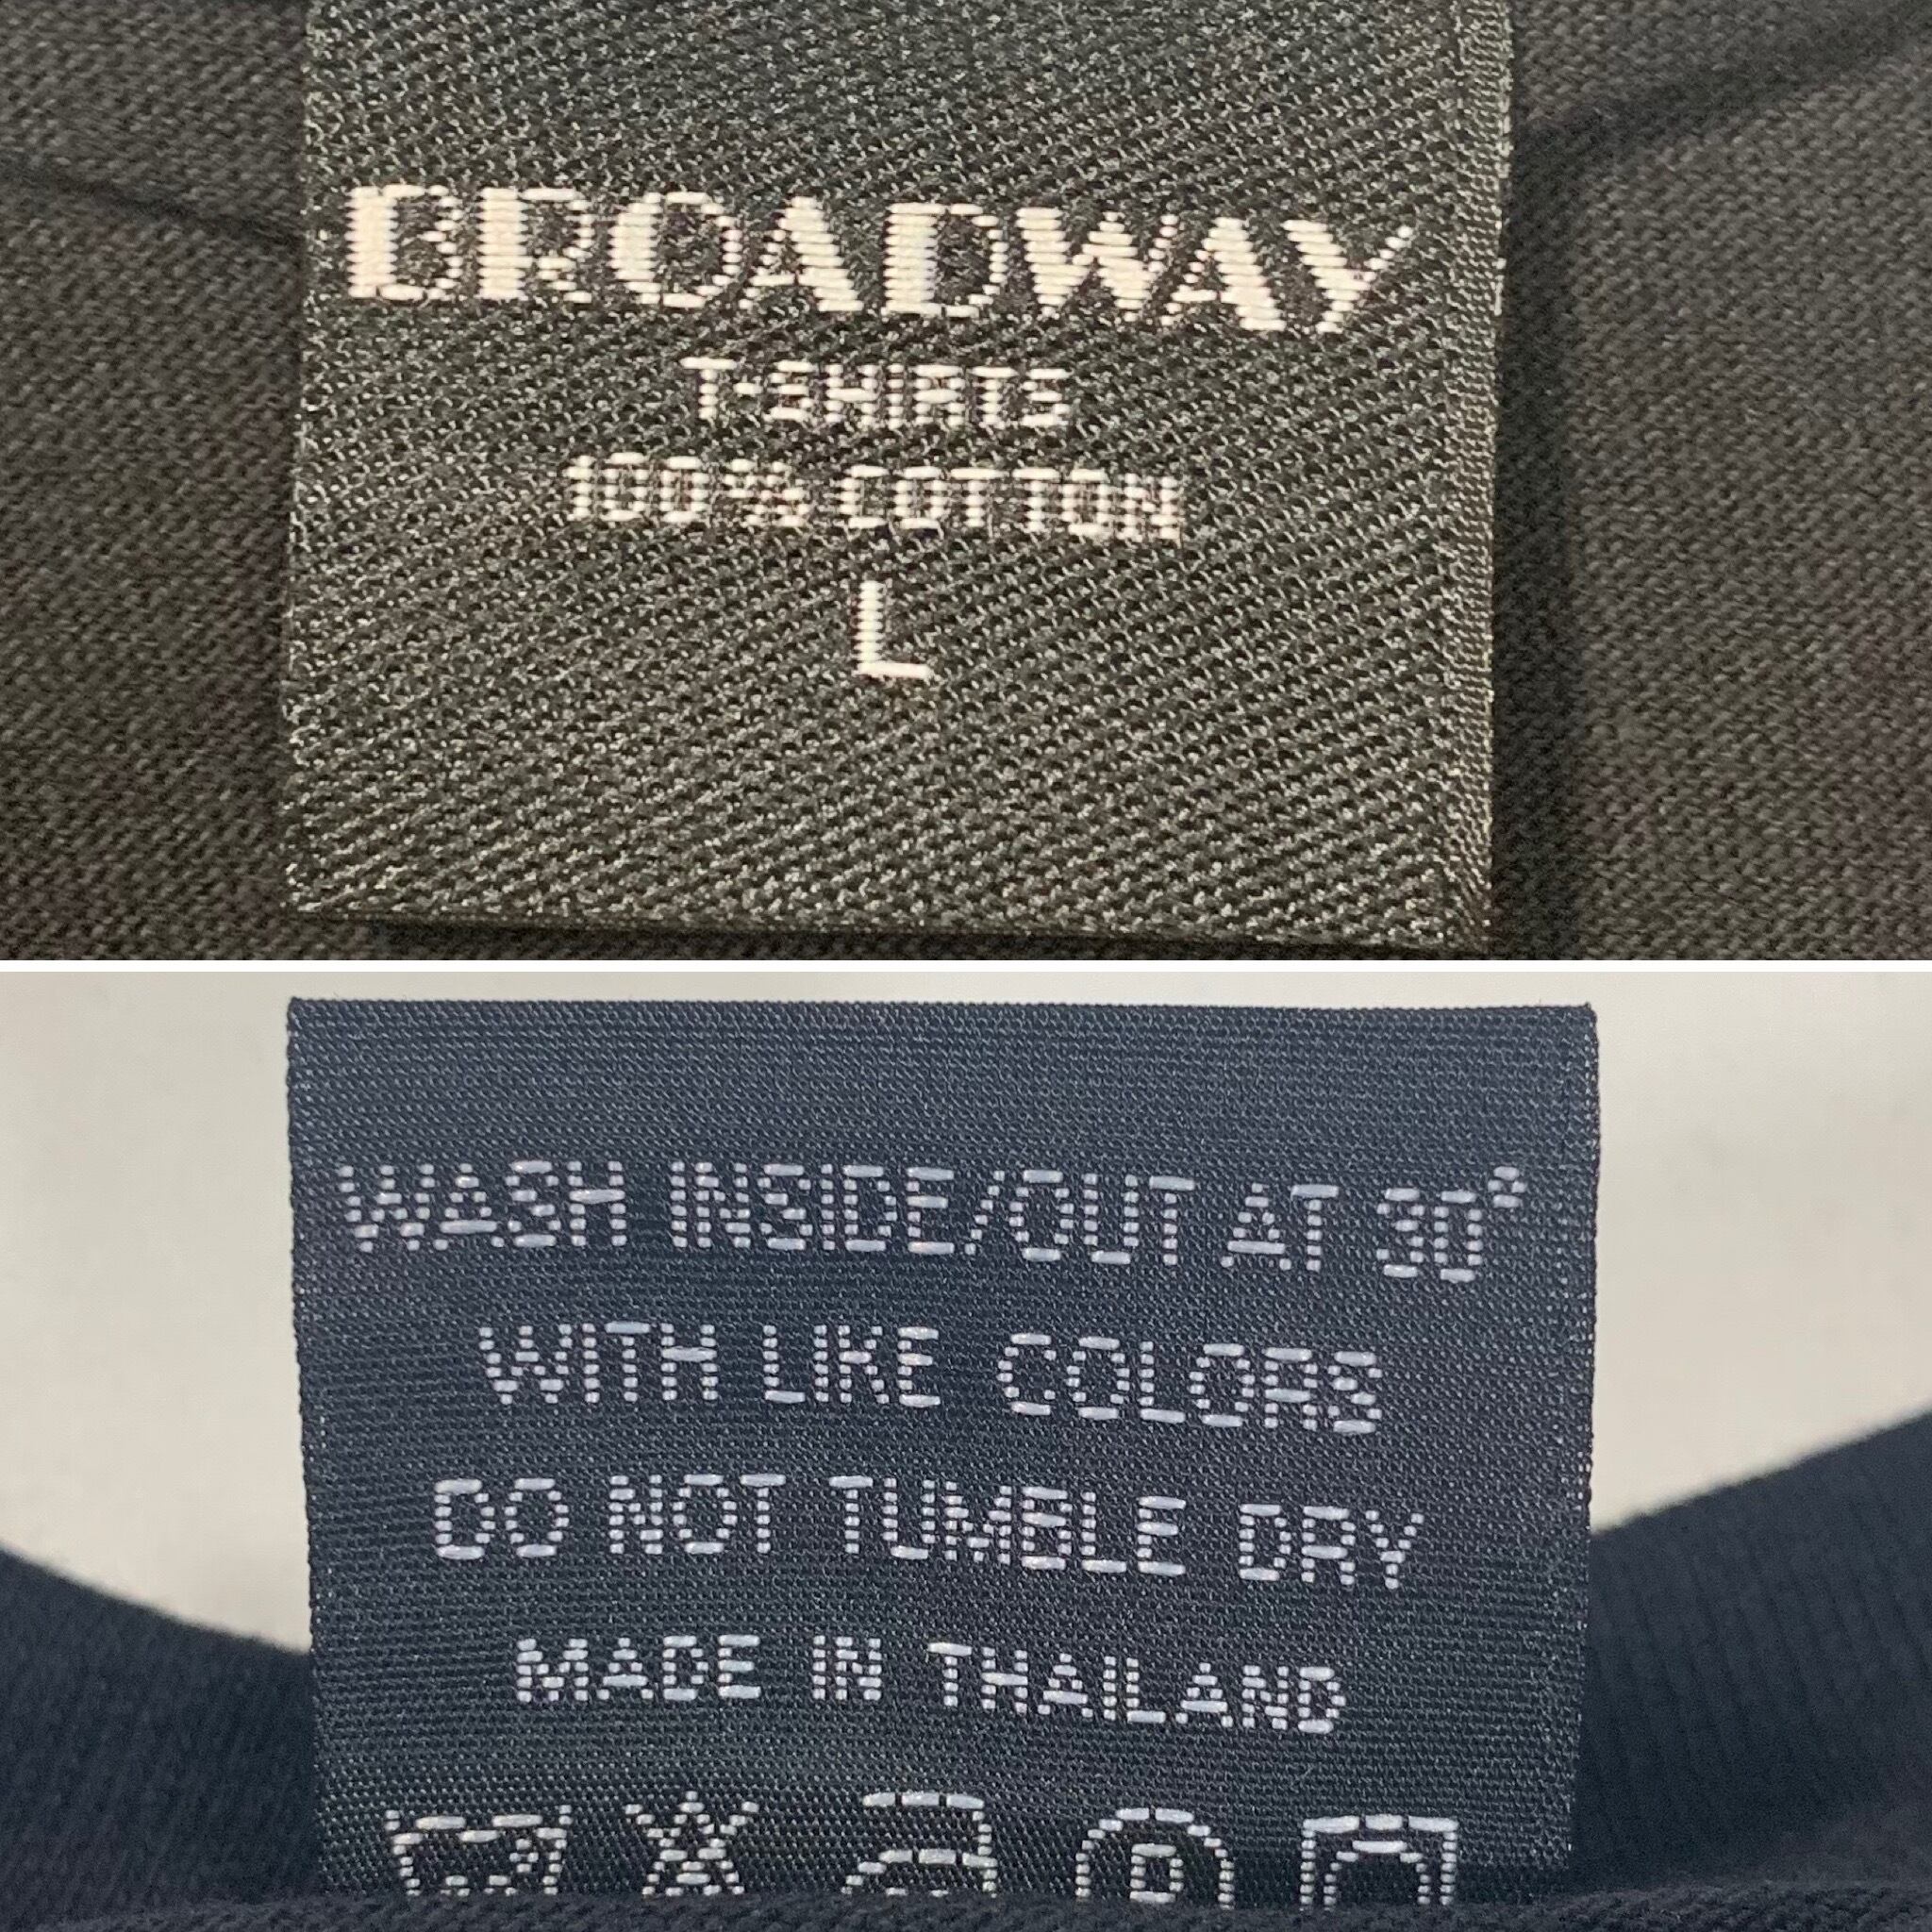 BROADWAY
T-SHIRTS
100% COTTON
L
WASH INSIDE/OUT AT 30°
WITH LIKE COLORS
DO NOT TUMBLE DRY
MADE IN THAILAND
P